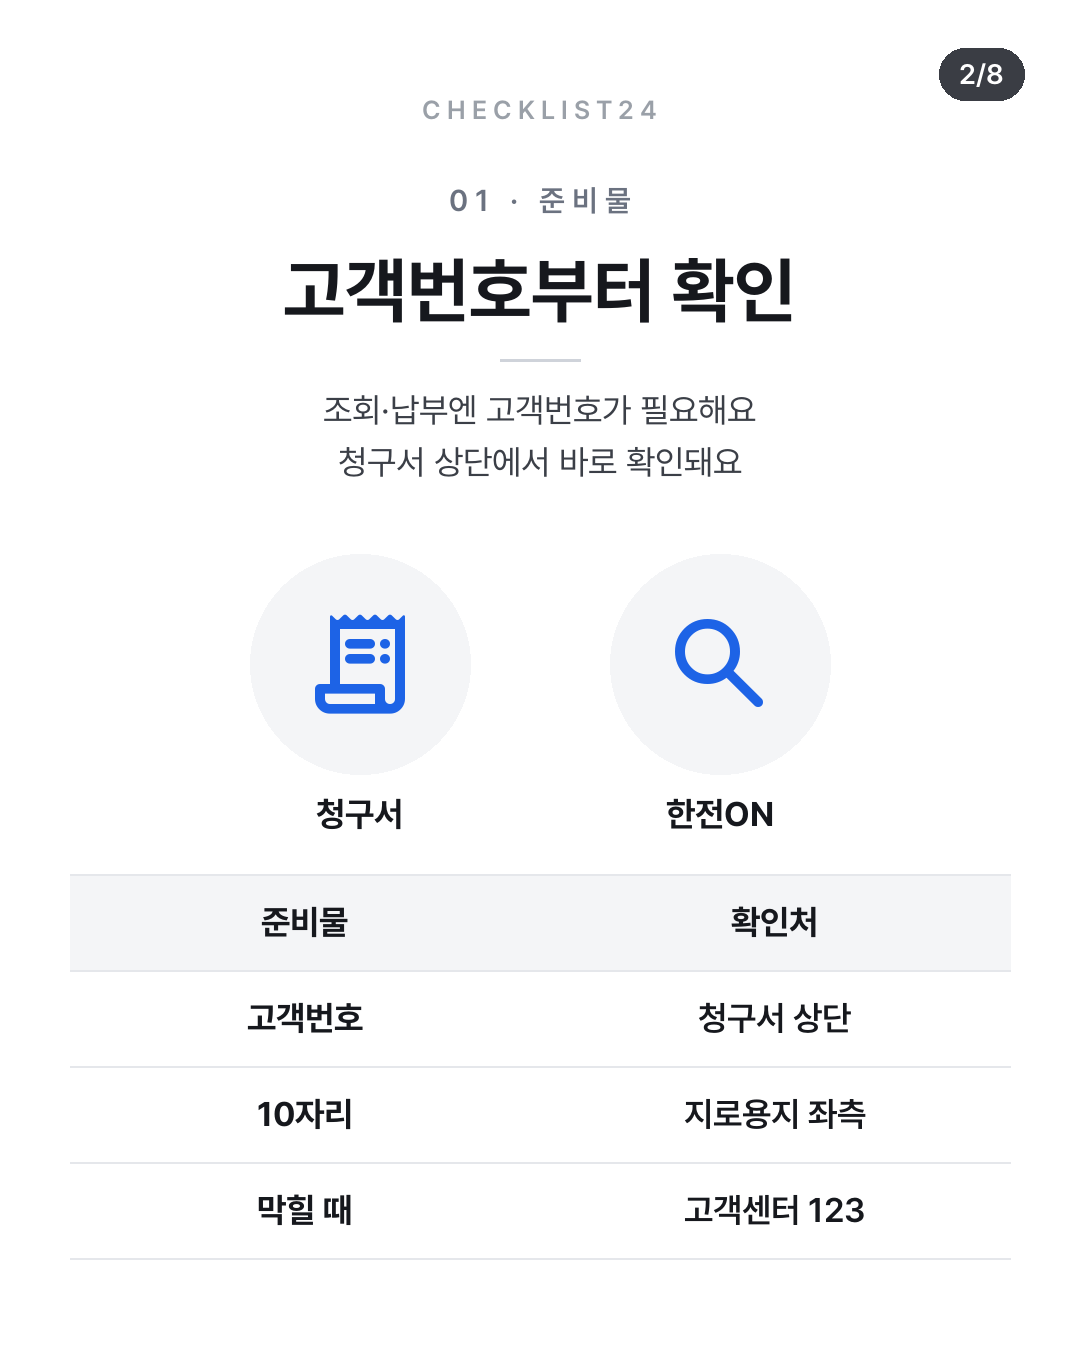 2/8
CHECKLIST24
01 · 준비물
고객번호부터 확인
조회·납부엔 고객번호가 필요해요
청구서 상단에서 바로 확인돼요
청구서 한전ON
준비물 확인처
고객번호 청구서 상단
10자리 지로용지 좌측
막힐 때 고객센터 123